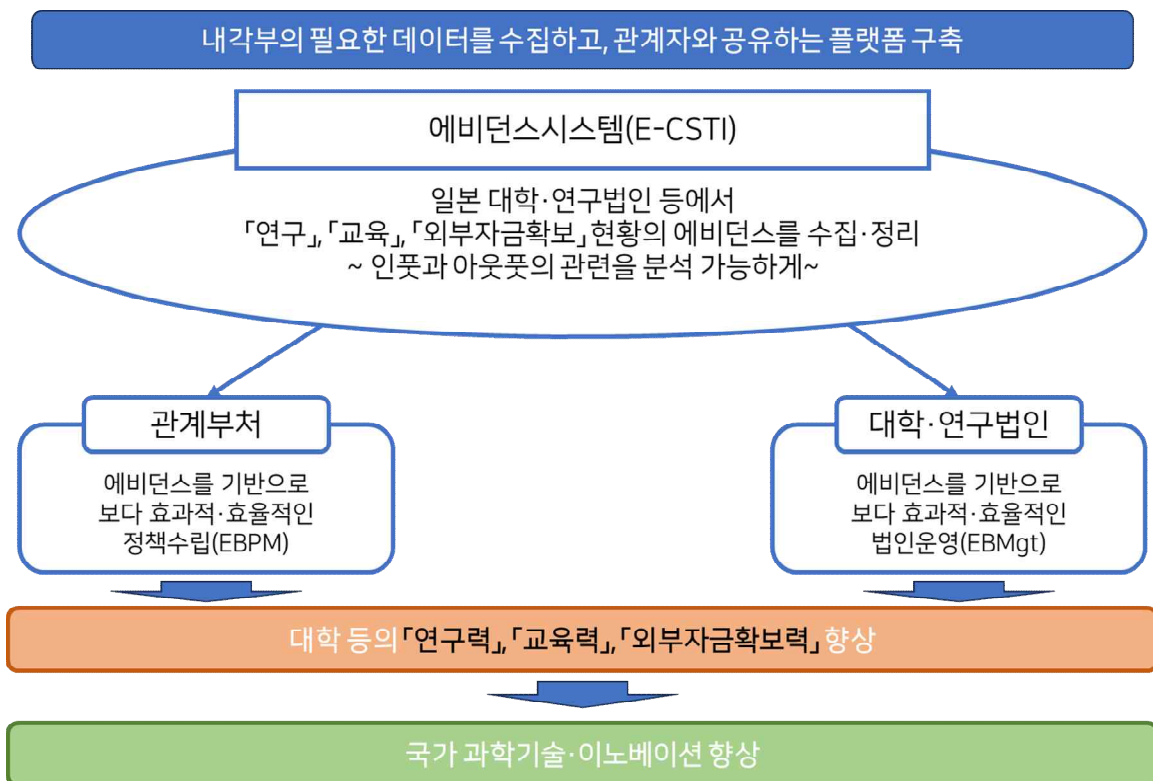 내각부의 필요한 데이터를 수집하고, 관계자와 공유하는 플랫폼 구축
에비던스시스템(E-CSTI)
일본 대학·연구법인 등에서
「연구」, 「교육」, 「외부자금확보」 현황의 에비던스를 수집·정리
~ 인풋과 아웃풋의 관련을 분석 가능하게~
관계부처
에비던스를 기반으로
보다 효과적·효율적인
정책수립(EBPM)
대학·연구법인
에비던스를 기반으로
보다 효과적·효율적인
법인운영(EBMgt)
대학 등의 「연구력」, 「교육력」, 「외부자금확보력」 향상
국가 과학기술·이노베이션 향상